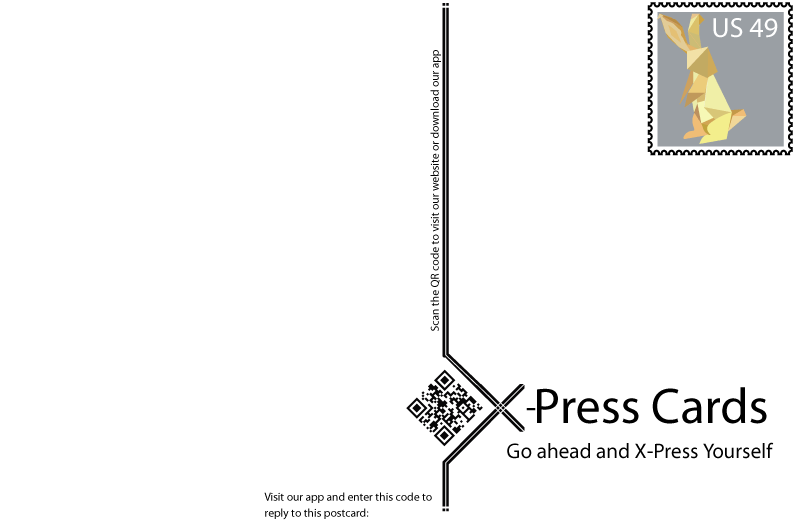 US 49
Scan the QR code to visit our website or download our app
X-Press Cards
Go ahead and X-Press Yourself
Visit our app and enter this code to
reply to this postcard: